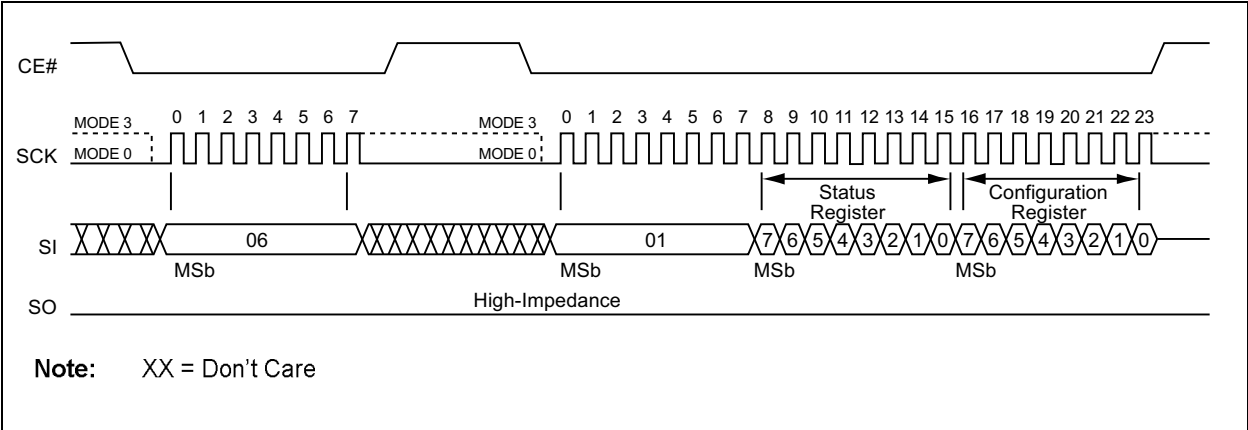 CE#
0 1 2 3 4 5 6 7 0 1 2 3 4 5 6 7 8 9 10 11 12 13 14 15 16 17 18 19 20 21 22 23
MODE 3 MODE 3
SCK MODE 0 MODE 0
Status Register
Configuration Register
SI 06 01 7 6 5 4 3 2 1 0 7 6 5 4 3 2 1 0
MSb MSb MSb MSb
High-Impedance
SO
Note: XX = Don't Care